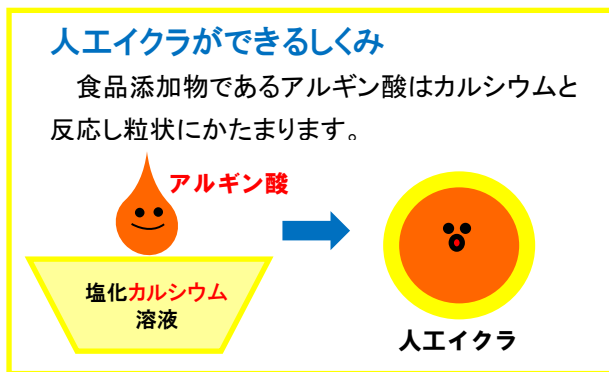 人工イクラができるしくみ
食品添加物であるアルギン酸はカルシウムと
反応し粒状にかたまります。
アルギン酸
塩化カルシウム
溶液
人工イクラ